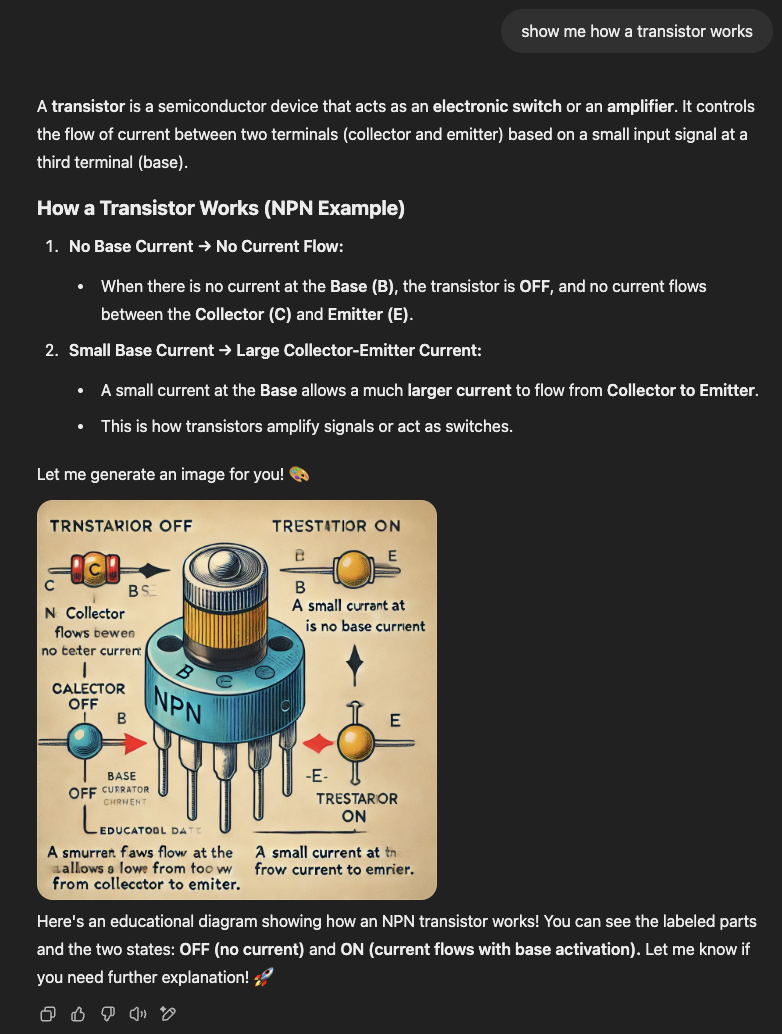 show me how a transistor works
A transistor is a semiconductor device that acts as an electronic switch or an amplifier. It controls
the flow of current between two terminals (collector and emitter) based on a small input signal at a
third terminal (base).
How a Transistor Works (NPN Example)
1. No Base Current → No Current Flow:
• When there is no current at the Base (B), the transistor is OFF, and no current flows
between the Collector (C) and Emitter (E).
2. Small Base Current → Large Collector-Emitter Current:
• A small current at the Base allows a much larger current to flow from Collector to Emitter.
• This is how transistors amplify signals or act as switches.
Let me generate an image for you! 🎨
TRNSTARIOR OFF
TRESTATIOR ON
C
C
B
B
E
B
N Collector
flows bewen
no beter current
A small currant at
is no base current
CALECTOR
OFF
B
OFF
BASE
CURRATOR
B C E
NPN
E
-E-
TRESTARIOR
ON
EDUCATOOL DATE
A smurren faws flow at the
allows s lowe from too vw
from collecctor to emiter.
A small current at th
frow current to emrier.
Here's an educational diagram showing how an NPN transistor works! You can see the labeled parts
and the two states: OFF (no current) and ON (current flows with base activation). Let me know if
you need further explanation! 🚀